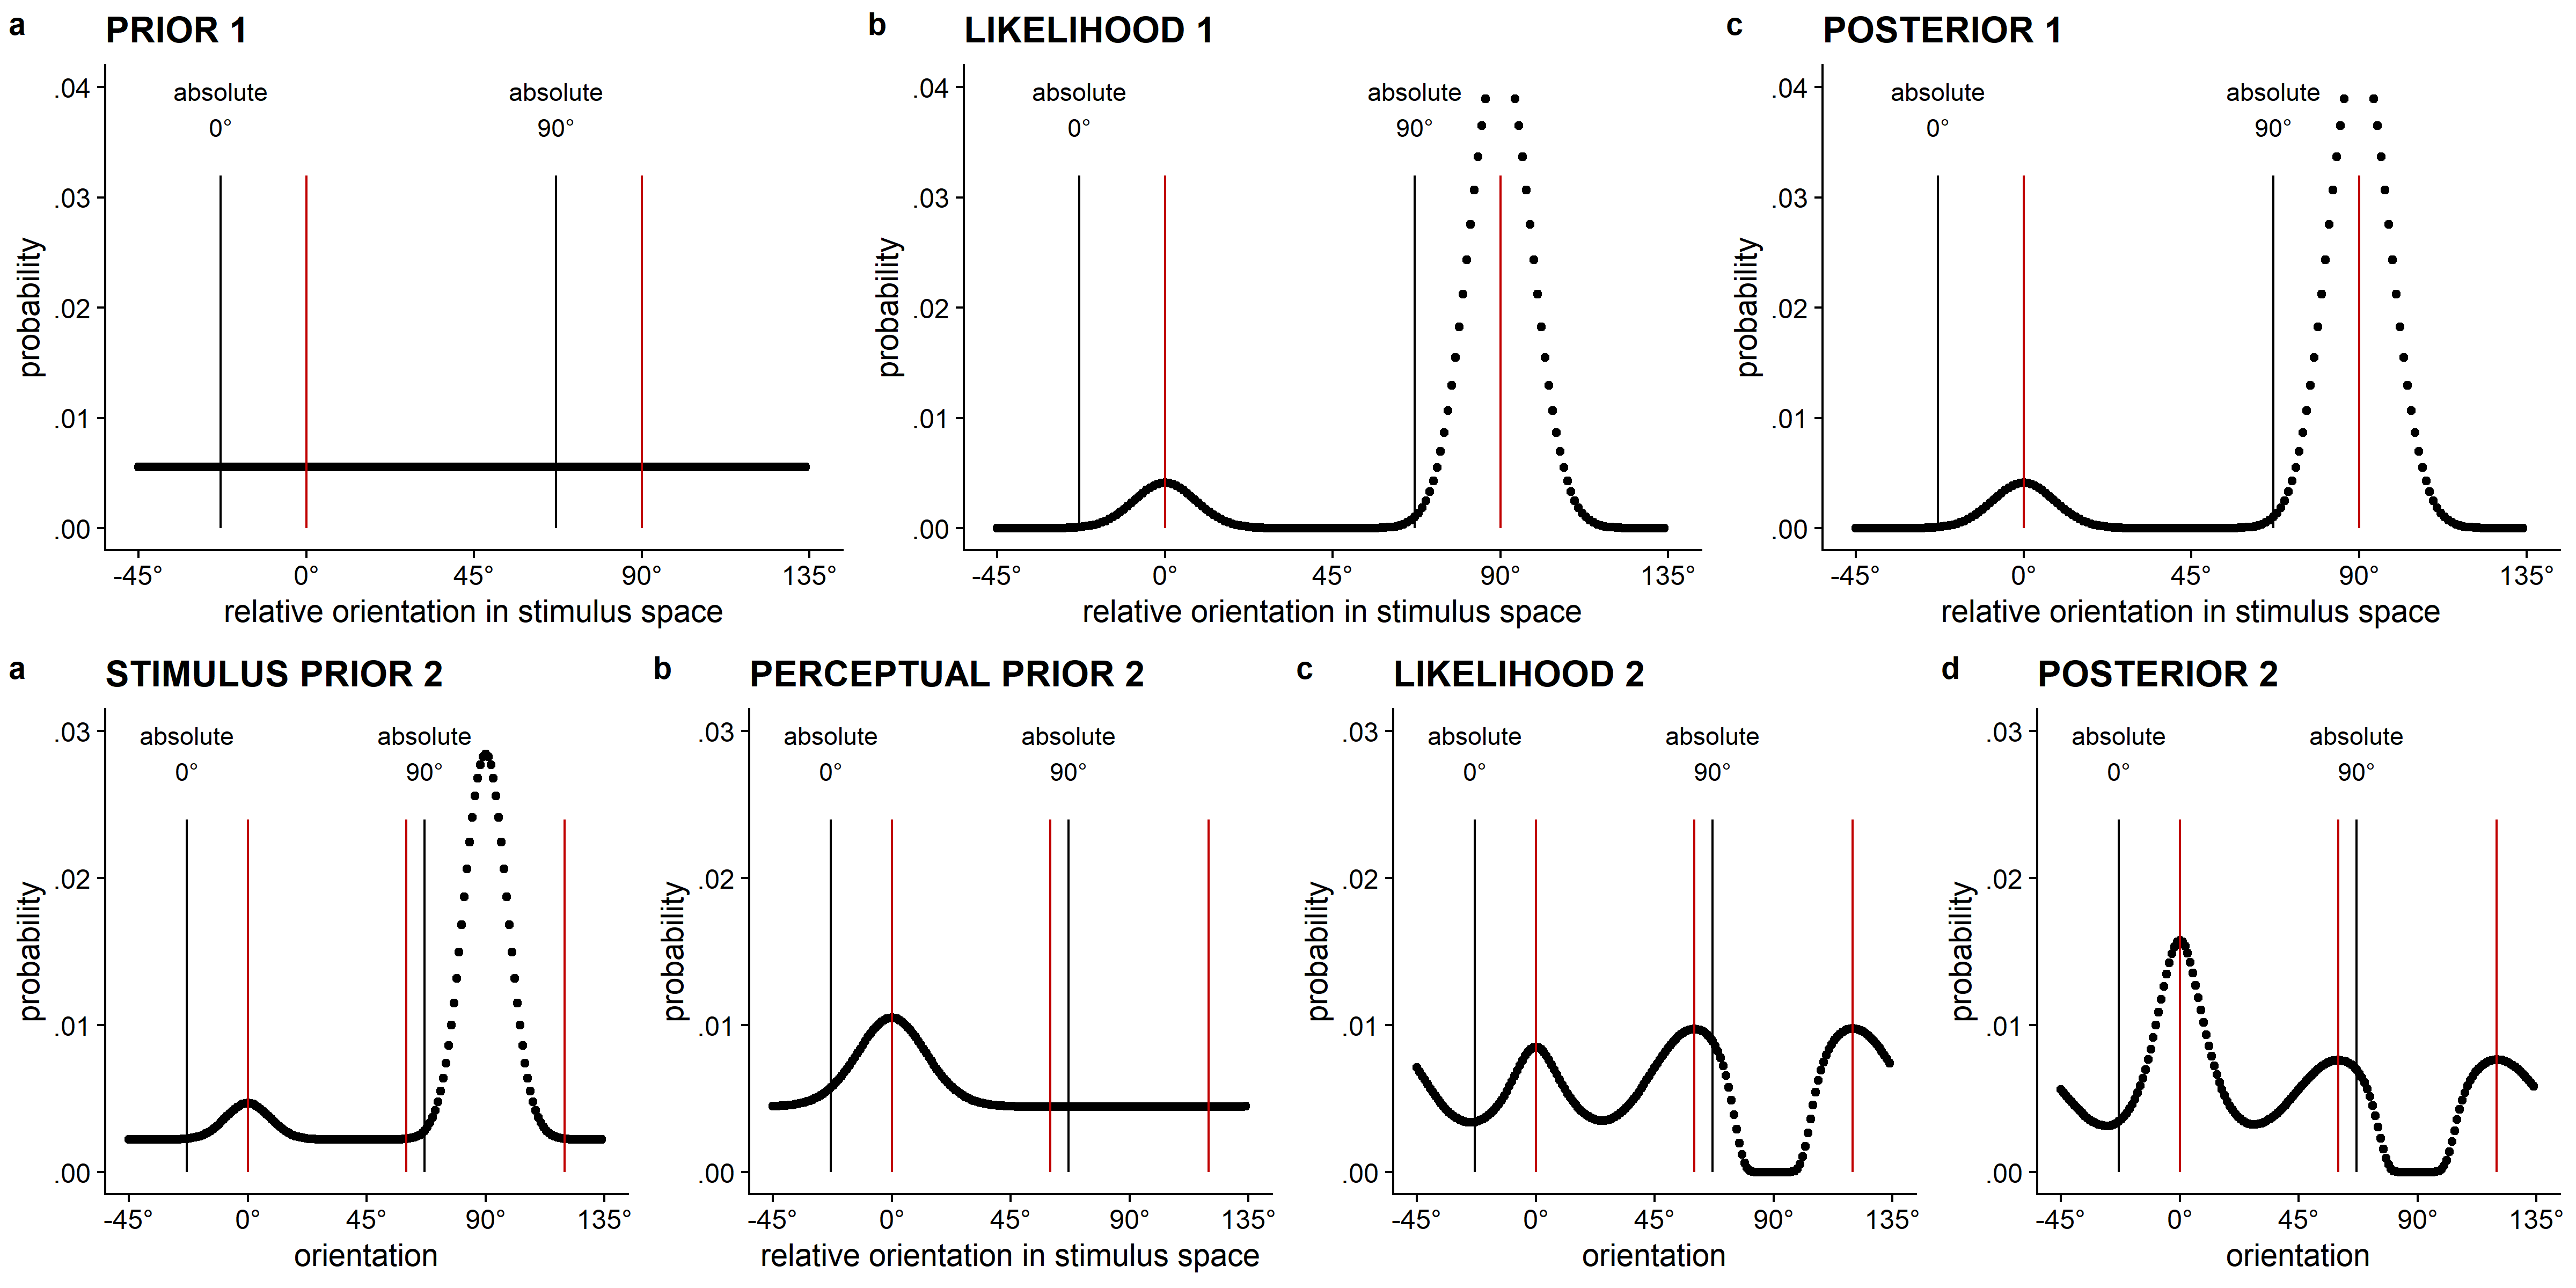 a PRIOR 1
.04
.03
.02
.01
.00
absolute absolute
0° 90°
probability
-45° 0° 45° 90° 135°
relative orientation in stimulus space
b LIKELIHOOD 1
.04
.03
.02
.01
.00
absolute absolute
0° 90°
probability
-45° 0° 45° 90° 135°
relative orientation in stimulus space
c POSTERIOR 1
.04
.03
.02
.01
.00
absolute absolute
0° 90°
probability
-45° 0° 45° 90° 135°
relative orientation in stimulus space
a STIMULUS PRIOR 2
.03
.02
.01
.00
absolute absolute
0° 90°
probability
-45° 0° 45° 90° 135°
orientation
b PERCEPTUAL PRIOR 2
.03
.02
.01
.00
absolute absolute
0° 90°
probability
-45° 0° 45° 90° 135°
relative orientation in stimulus space
c LIKELIHOOD 2
.03
.02
.01
.00
absolute absolute
0° 90°
probability
-45° 0° 45° 90° 135°
orientation
d POSTERIOR 2
.03
.02
.01
.00
absolute absolute
0° 90°
probability
-45° 0° 45° 90° 135°
orientation